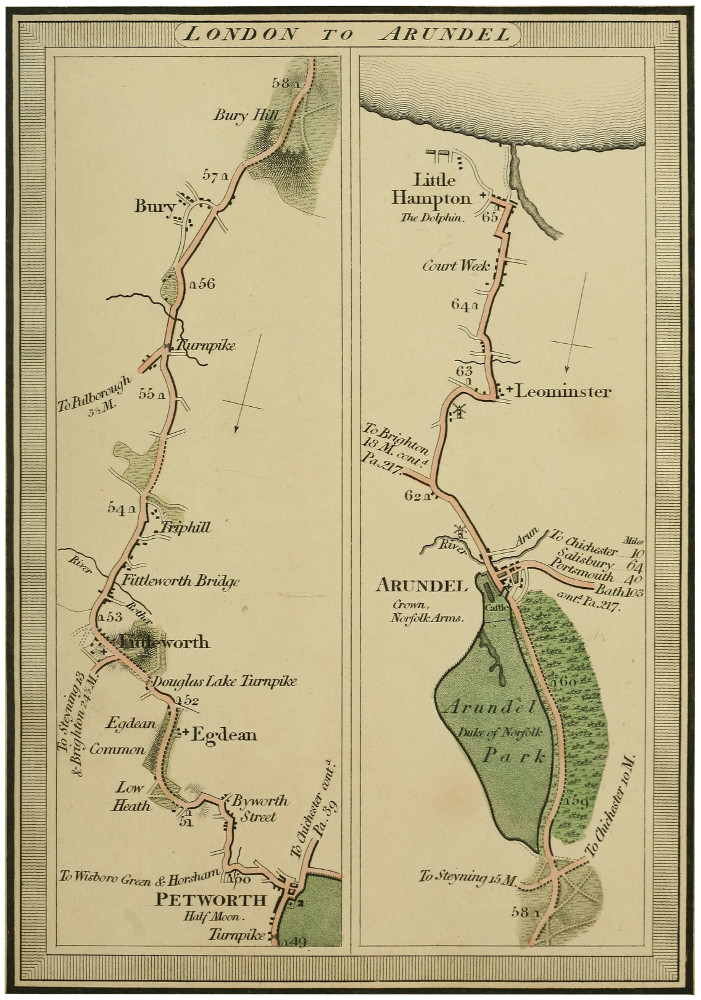 LONDON TO ARUNDEL
58
Bury Hill
57
Bury
56
Turnpike
To Pulborough
3½ M.
55
54
Triphill
River
Rother
Fittleworth Bridge
53
Fittleworth
To Steyning 13
& Brighton 24½ M.
Douglas Lake Turnpike
52
Egdean
Common
Egdean
Low
Heath
51
Byworth
Street
To Chichester contd.
Pa. 39
To Wisboro Green & Horsham
50
PETWORTH
Half Moon.
Turnpike
49
Little
Hampton
The Dolphin.
65
Court Week
64
63
Leominster
To Brighton
18 M. contd.
Pa. 217.
62
River
Arun
To Chichester
Salisbury
Portsmouth
Bath 103
Miles
10
64
40
contd. Pa. 217.
ARUNDEL
Crown,
Norfolk Arms.
Castle
60
Arundel
Duke of Norfolk
Park
59
To Chichester 10 M.
To Steyning 15 M.
58